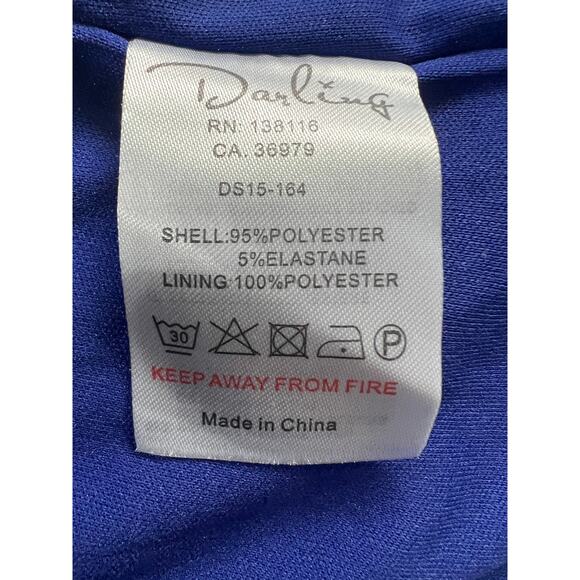 Darling
RN: 138116
CA. 36979
DS15-164
SHELL:95%POLYESTER
5%ELASTANE
LINING:100%POLYESTER
30 P
KEEP AWAY FROM FIRE
Made in China